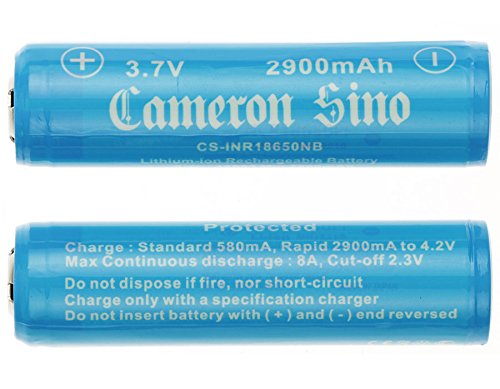 + 3.7V 2900mAh -
Cameron Sino
CS-INR18650NB
Lithium-ion Rechargeable Battery
Protected
Charge : Standard 580mA, Rapid 2900mA to 4.2V
Max Continuous discharge : 8A, Cut-off 2.3V
Do not dispose if fire, nor short-circuit
Charge only with a specification charger
Do not insert battery with ( + ) and ( - ) end reversed